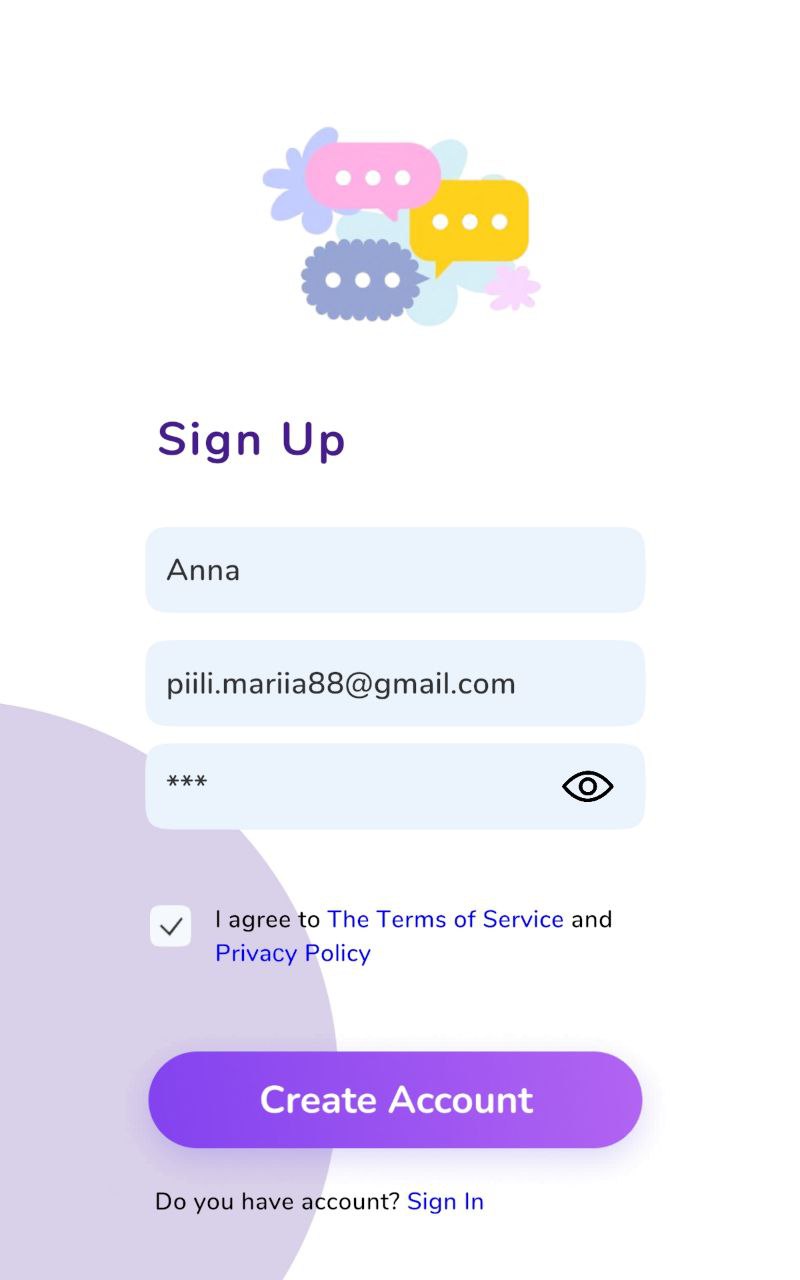 Sign Up
Anna
piili.mariia88@gmail.com
***
I agree to The Terms of Service and
Privacy Policy
Create Account
Do you have account? Sign In